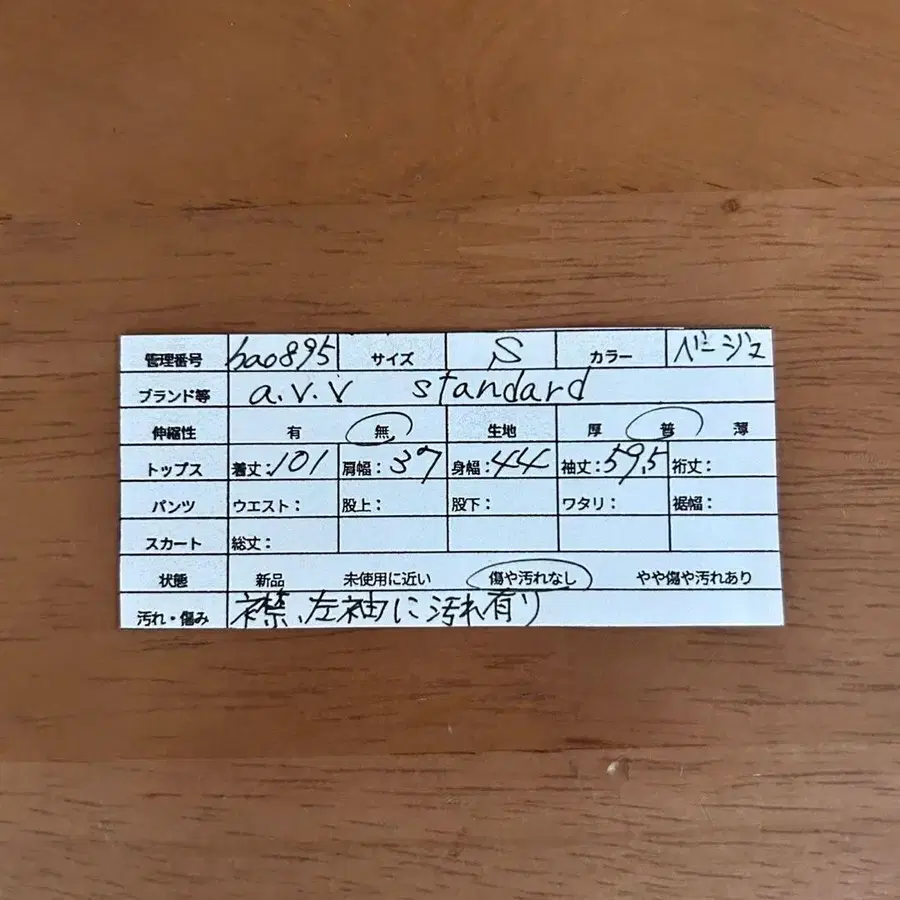 管理番号 hao895 サイズ S カラー ベージュ
ブランド等 a.v.v standard
伸縮性 有 無 生地 厚 普 薄
トップス 着丈:101 肩幅:37 身幅:44 袖丈:59.5 裄丈:
パンツ ウエスト: 股上: 股下: ワタリ: 裾幅:
スカート 総丈:
状態 新品 未使用に近い 傷や汚れなし やや傷や汚れあり
汚れ・傷み 襟、左袖に汚れ有り